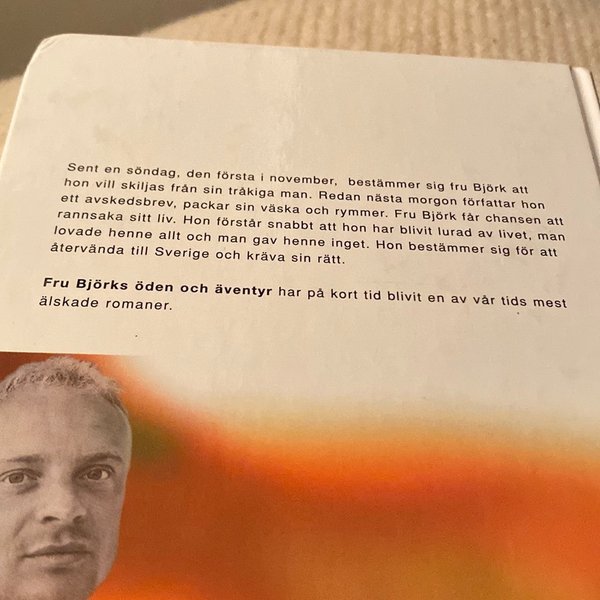 Sent en söndag, den första i november, bestämmer sig fru Björk att
hon vill skiljas från sin tråkiga man. Redan nästa morgon författar hon
ett avskedsbrev, packar sin väska och rymmer. Fru Björk får chansen att
rannsaka sitt liv. Hon förstår snabbt att hon har blivit lurad av livet, man
lovade henne allt och man gav henne inget. Hon bestämmer sig för att
återvända till Sverige och kräva sin rätt.
Fru Björks öden och äventyr har på kort tid blivit en av vår tids mest
älskade romaner.